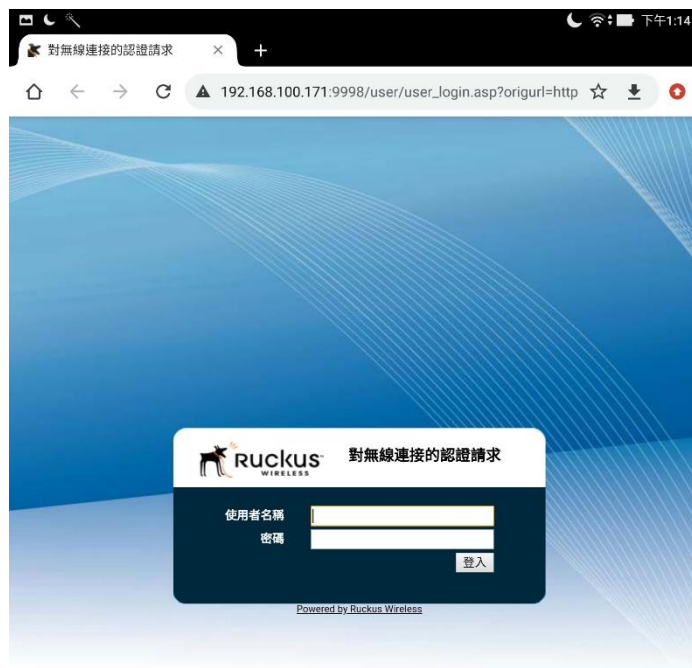 下午1:14
對無線連接的認證請求
192.168.100.171:9998/user/user_login.asp?origurl=http
RUCKUS WIRELESS 對無線連接的認證請求
使用者名稱
密碼
登入
Powered by Ruckus Wireless